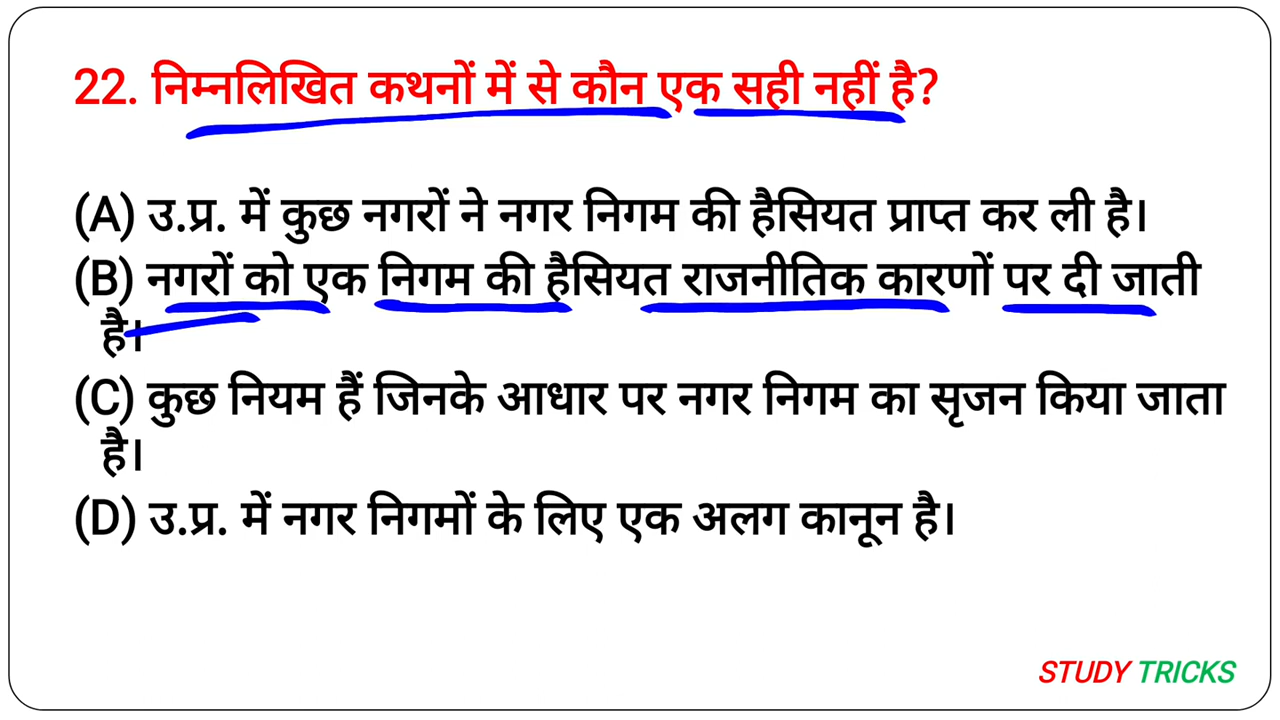 22. निम्नलिखित कथनों में से कौन एक सही नहीं है?
(A) उ.प्र. में कुछ नगरों ने नगर निगम की हैसियत प्राप्त कर ली है।
(B) नगरों को एक निगम की हैसियत राजनीतिक कारणों पर दी जाती
है।
(C) कुछ नियम हैं जिनके आधार पर नगर निगम का सृजन किया जाता
है।
(D) उ.प्र. में नगर निगमों के लिए एक अलग कानून है।
STUDY TRICKS